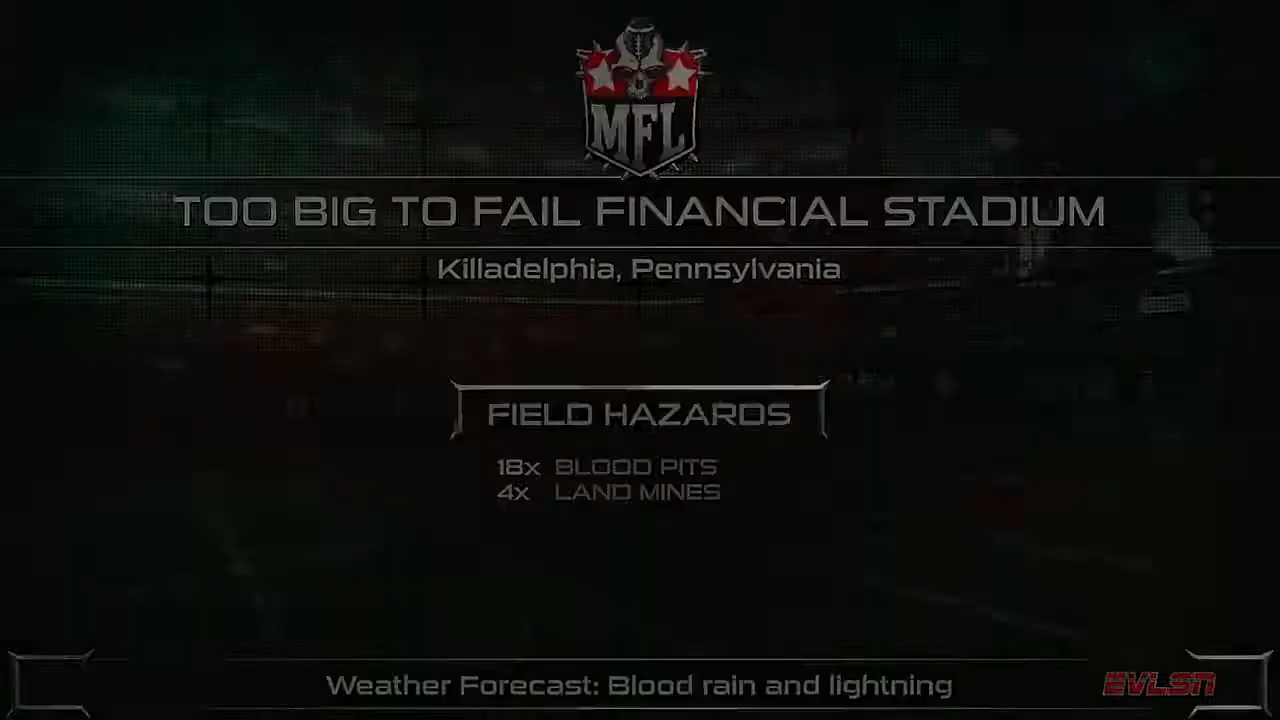 MFL
TOO BIG TO FAIL FINANCIAL STADIUM
Killadelphia, Pennsylvania
FIELD HAZARDS
18x BLOOD PITS
4x LAND MINES
Weather Forecast: Blood rain and lightning
EVLSN